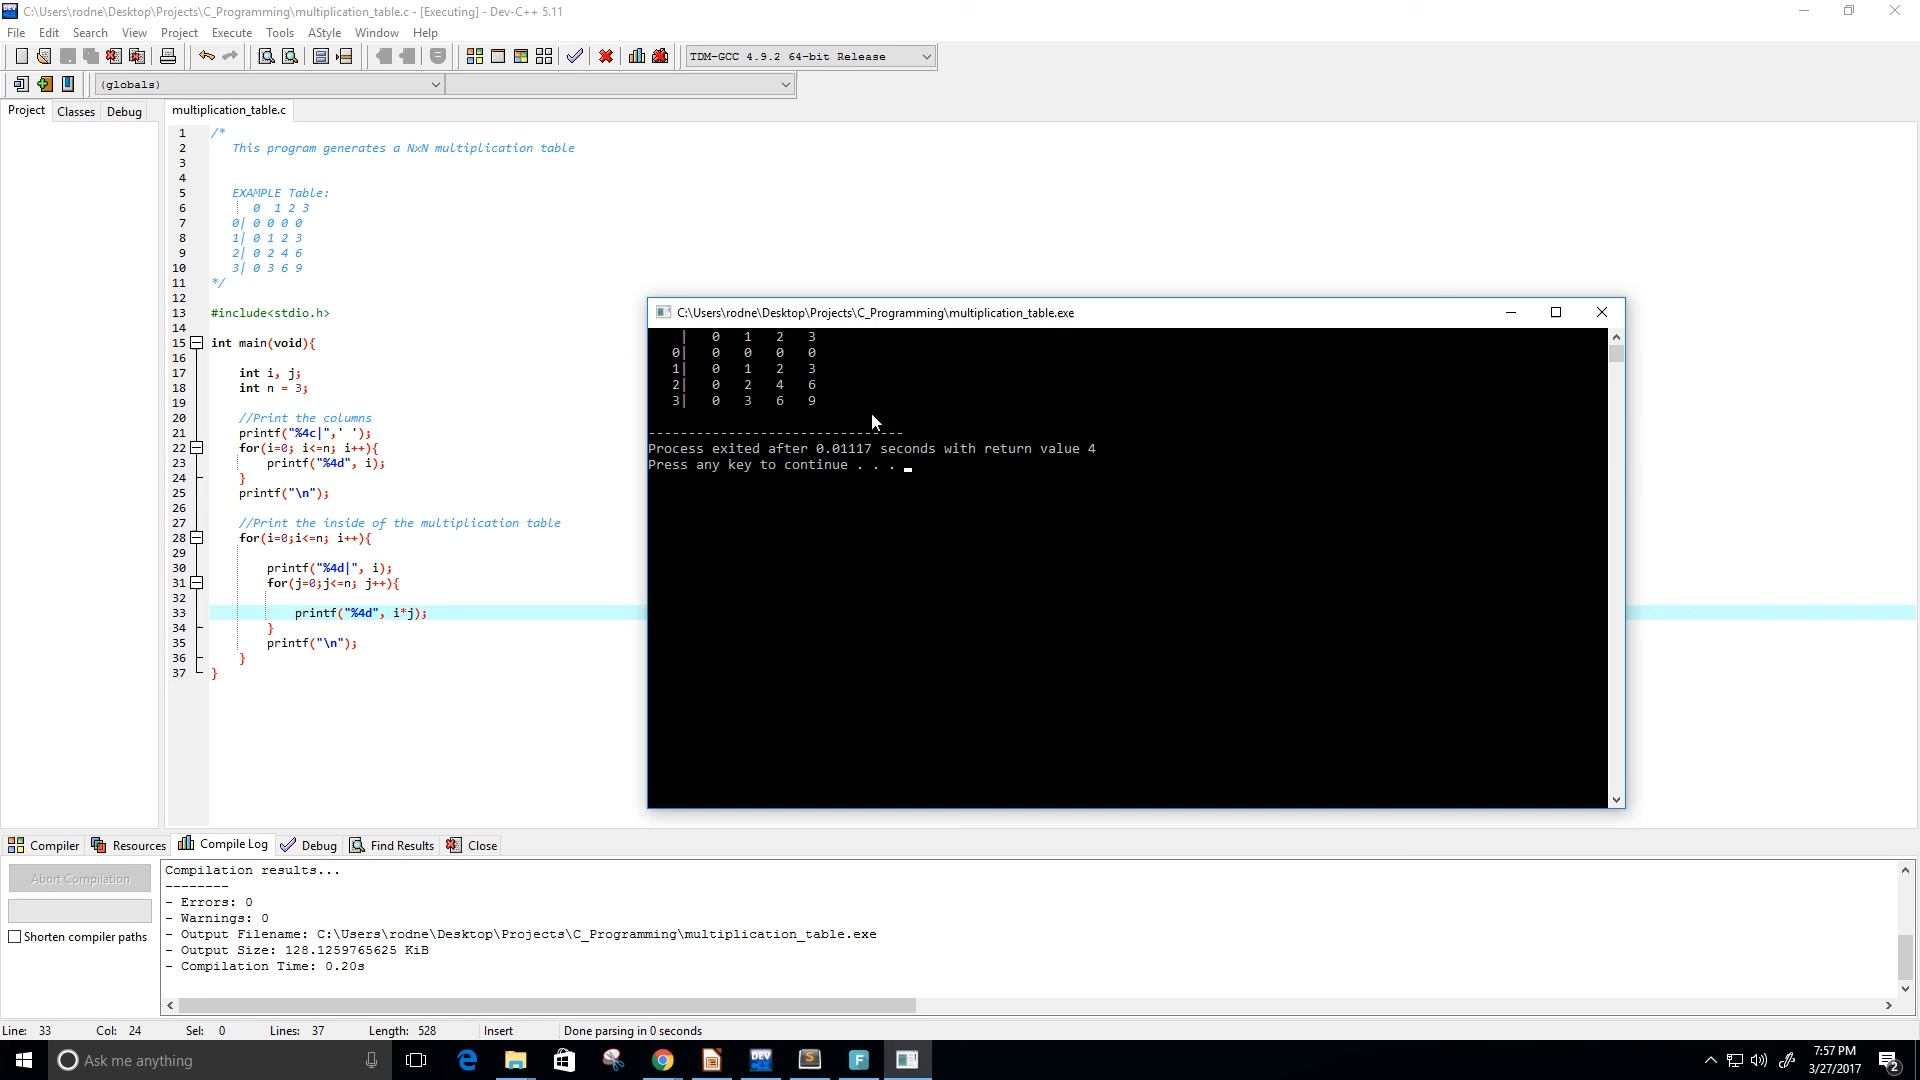 C:\Users\rodne\Desktop\Projects\C_Programming\multiplication_table.c - [Executing] - Dev-C++ 5.11
File Edit Search View Project Execute Tools AStyle Window Help
TDM-GCC 4.9.2 64-bit Release
(globals)
Project Classes Debug multiplication_table.c
1 /*
2 This program generates a NxN multiplication table
3
4
5 EXAMPLE Table:
6 | 0 1 2 3
7 0| 0 0 0 0
8 1| 0 1 2 3
9 2| 0 2 4 6
10 3| 0 3 6 9
11 */
12
13 #include<stdio.h>
14
15 int main(void){
16
17 int i, j;
18 int n = 3;
19
20 //Print the columns
21 printf("%4c|",' ');
22 for(i=0; i<=n; i++){
23 printf("%4d", i);
24 }
25 printf("\n");
26
27 //Print the inside of the multiplication table
28 for(i=0;i<=n; i++){
29
30 printf("%4d|", i);
31 for(j=0;j<=n; j++){
32
33 printf("%4d", i*j);
34 }
35 printf("\n");
36 }
37 }
C:\Users\rodne\Desktop\Projects\C_Programming\multiplication_table.exe
| 0 1 2 3
0| 0 0 0 0
1| 0 1 2 3
2| 0 2 4 6
3| 0 3 6 9
--------------------------------
Process exited after 0.01117 seconds with return value 4
Press any key to continue . . .
Compiler Resources Compile Log Debug Find Results Close
Abort Compilation
Shorten compiler paths
Compilation results...
--------
- Errors: 0
- Warnings: 0
- Output Filename: C:\Users\rodne\Desktop\Projects\C_Programming\multiplication_table.exe
- Output Size: 128.1259765625 KiB
- Compilation Time: 0.20s
Line: 33 Col: 24 Sel: 0 Lines: 37 Length: 528 Insert Done parsing in 0 seconds
Ask me anything
DEV
S
F
7:57 PM
3/27/2017
2